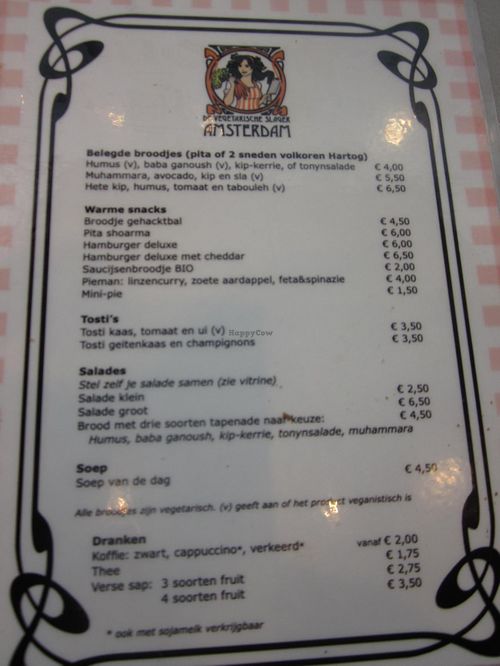 DE VEGETARISCHE SLAGER
AMSTERDAM
Belegde broodjes (pita of 2 sneden volkoren Hartog)
Humus (v), baba ganoush (v), kip-kerrie, of tonynsalade € 4,00
Muhammara, avocado, kip en sla (v) € 5,50
Hete kip, humus, tomaat en tabouleh (v) € 6,50
Warme snacks
Broodje gehacktbal € 4,50
Pita shoarma € 6,00
Hamburger deluxe € 6,00
Hamburger deluxe met cheddar € 6,50
Saucijsenbroodje BIO € 2,00
Pieman: linzencurry, zoete aardappel, feta&spinazie € 4,00
Mini-pie € 1,50
Tosti's
Tosti kaas, tomaat en ui (v) € 3,50
Tosti geitenkaas en champignons € 3,50
HappyCow
Salades
Stel zelf je salade samen (zie vitrine)
Salade klein € 2,50
Salade groot € 6,50
Brood met drie soorten tapenade naar keuze: € 4,50
Humus, baba ganoush, kip-kerrie, tonynsalade, muhammara
Soep
Soep van de dag € 4,50
Alle broodjes zijn vegetarisch. (v) geeft aan of het product veganistisch is
Dranken
Koffie: zwart, cappuccino*, verkeerd* vanaf € 2,00
Thee € 1,75
Verse sap: 3 soorten fruit € 2,75
4 soorten fruit € 3,50
* ook met sojamelk verkrijgbaar